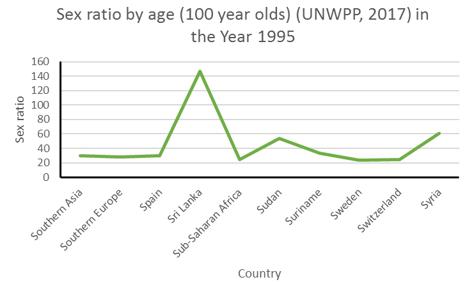 Sex ratio by age (100 year olds) (UNWPP, 2017) in
the Year 1995
160
140
120
100
80
60
40
20
0
Sex ratio
Southern Asia
Southern Europe
Spain
Sri Lanka
Sub-Saharan Africa
Sudan
Suriname
Sweden
Switzerland
Syria
Country